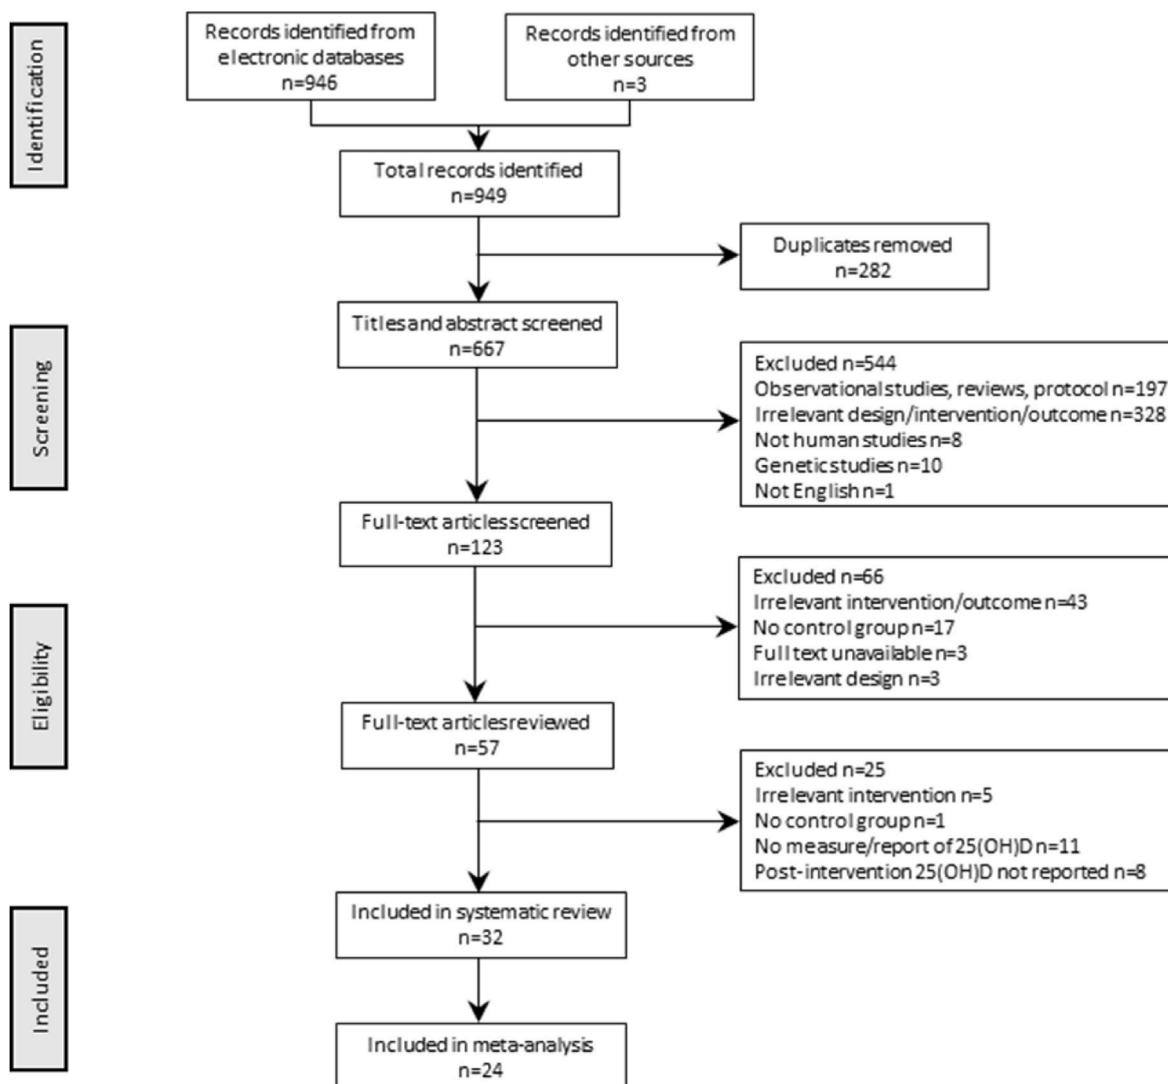 Identification
Records identified from
electronic databases
n=946
Records identified from
other sources
n=3
Total records identified
n=949
Duplicates removed
n=282
Screening
Titles and abstract screened
n=667
Excluded n=544
Observational studies, reviews, protocol n=197
Irrelevant design/intervention/outcome n=328
Not human studies n=8
Genetic studies n=10
Not English n=1
Full-text articles screened
n=123
Eligibility
Excluded n=66
Irrelevant intervention/outcome n=43
No control group n=17
Full text unavailable n=3
Irrelevant design n=3
Full-text articles reviewed
n=57
Excluded n=25
Irrelevant intervention n=5
No control group n=1
No measure/report of 25(OH)D n=11
Post-intervention 25(OH)D not reported n=8
Included
Included in systematic review
n=32
Included in meta-analysis
n=24